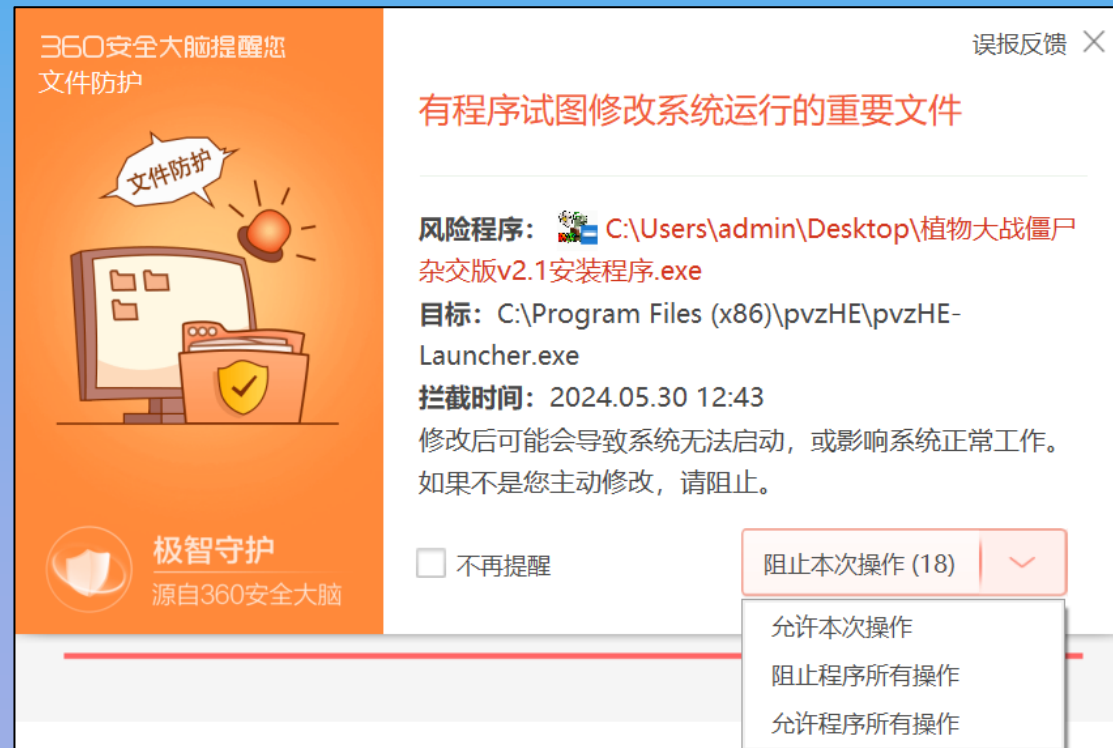 360安全大脑提醒您
文件防护
文件防护
极智守护
源自360安全大脑
误报反馈
有程序试图修改系统运行的重要文件
风险程序： C:\Users\admin\Desktop\植物大战僵尸
杂交版v2.1安装程序.exe
目标：C:\Program Files (x86)\pvzHE\pvzHE-
Launcher.exe
拦截时间：2024.05.30 12:43
修改后可能会导致系统无法启动，或影响系统正常工作。
如果不是您主动修改，请阻止。
不再提醒
阻止本次操作 (18)
允许本次操作
阻止程序所有操作
允许程序所有操作